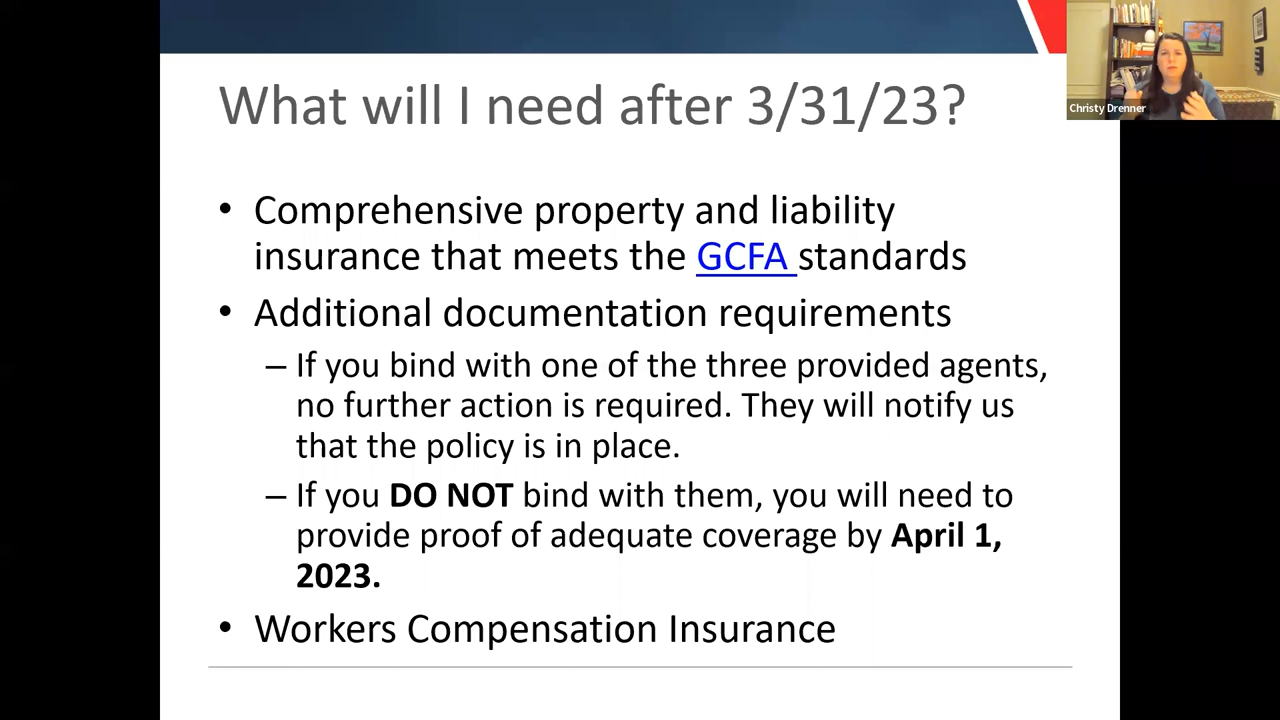 What will I need after 3/31/23?
Christy Drenner
• Comprehensive property and liability
insurance that meets the GCFA standards
• Additional documentation requirements
– If you bind with one of the three provided agents,
no further action is required. They will notify us
that the policy is in place.
– If you DO NOT bind with them, you will need to
provide proof of adequate coverage by April 1,
2023.
• Workers Compensation Insurance